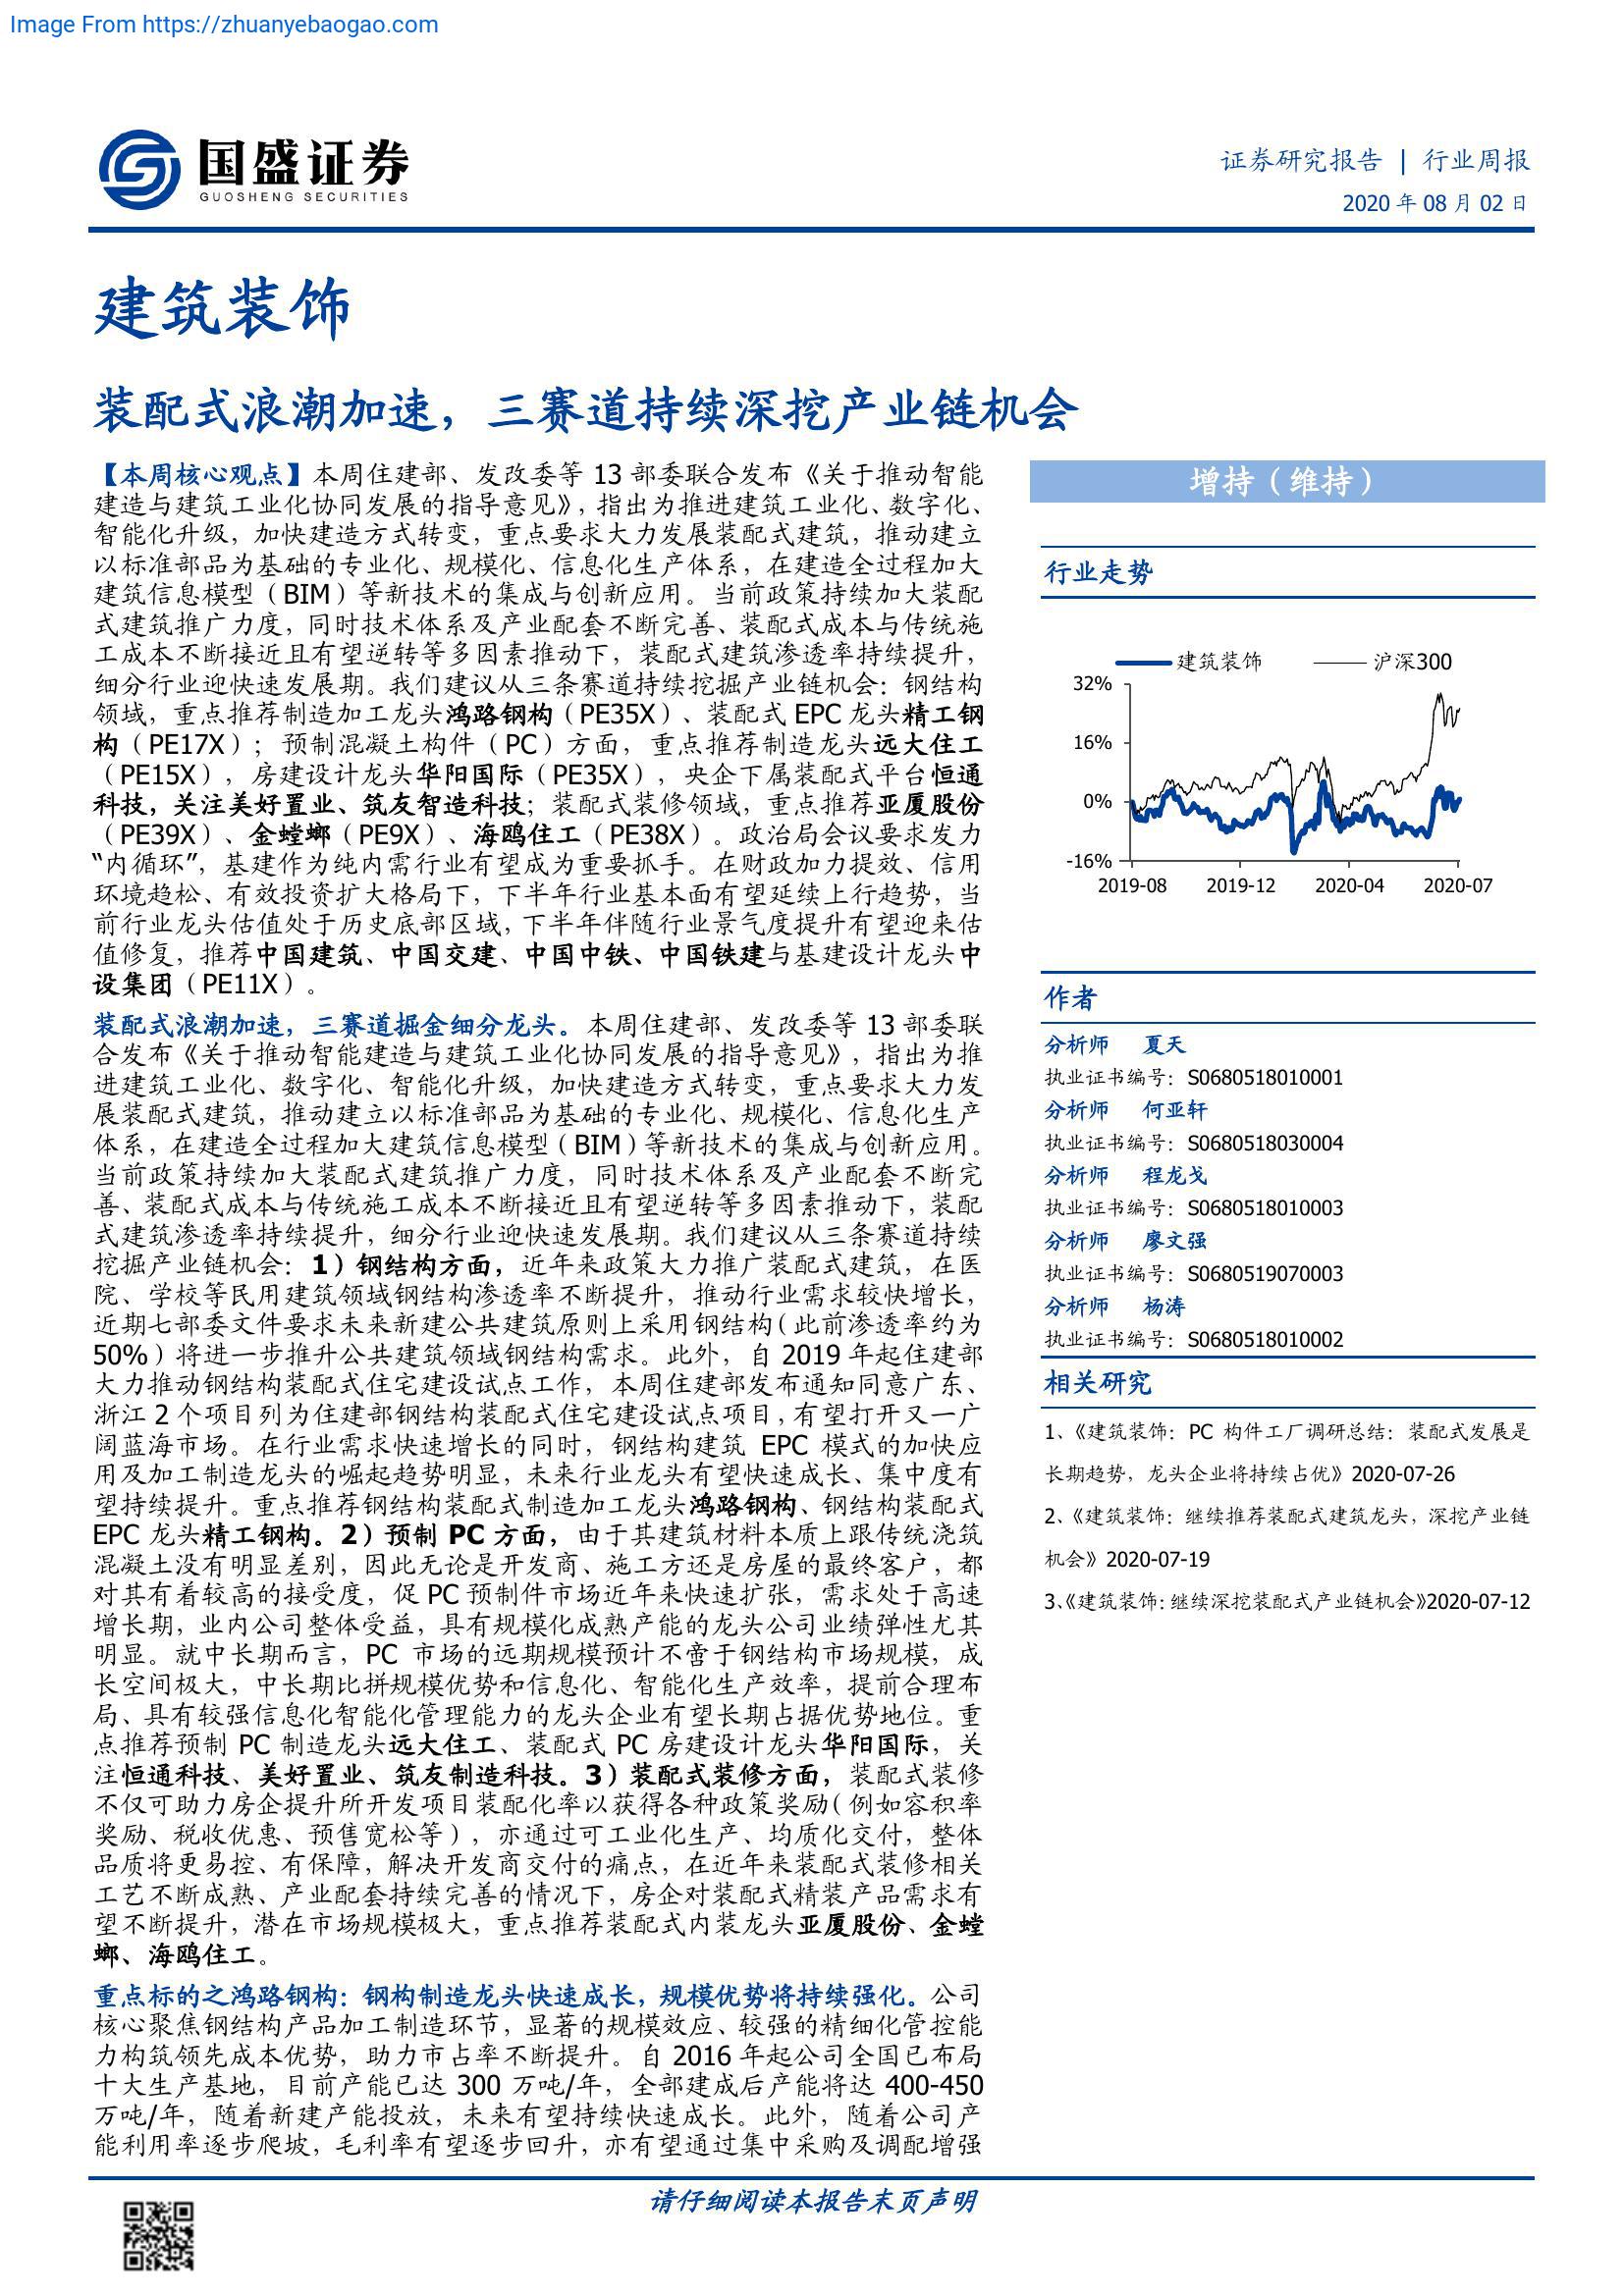 Image From https://zhuanyebaogao.com
国盛证券
GUOSHENG SECURITIES
证券研究报告 | 行业周报
2020 年 08 月 02 日
建筑装饰
装配式浪潮加速，三赛道持续深挖产业链机会
【本周核心观点】本周住建部、发改委等 13 部委联合发布《关于推动智能
建造与建筑工业化协同发展的指导意见》，指出为推进建筑工业化、数字化、
智能化升级，加快建造方式转变，重点要求大力发展装配式建筑，推动建立
以标准部品为基础的专业化、规模化、信息化生产体系，在建造全过程加大
建筑信息模型（BIM）等新技术的集成与创新应用。当前政策持续加大装配
式建筑推广力度，同时技术体系及产业配套不断完善、装配式成本与传统施
工成本不断接近且有望逆转等多因素推动下，装配式建筑渗透率持续提升，
细分行业迎快速发展期。我们建议从三条赛道持续挖掘产业链机会：钢结构
领域，重点推荐制造加工龙头鸿路钢构（PE35X）、装配式 EPC 龙头精工钢
构（PE17X）；预制混凝土构件（PC）方面，重点推荐制造龙头远大住工
（PE15X），房建设计龙头华阳国际（PE35X），央企下属装配式平台恒通
科技，关注美好置业、筑友智造科技；装配式装修领域，重点推荐亚厦股份
（PE39X）、金螳螂（PE9X）、海鸥住工（PE38X）。政治局会议要求发力
“内循环”，基建作为纯内需行业有望成为重要抓手。在财政加力提效、信用
环境趋松、有效投资扩大格局下，下半年行业基本面有望延续上行趋势，当
前行业龙头估值处于历史底部区域，下半年伴随行业景气度提升有望迎来估
值修复，推荐中国建筑、中国交建、中国中铁、中国铁建与基建设计龙头中
设集团（PE11X）。
装配式浪潮加速，三赛道掘金细分龙头。本周住建部、发改委等 13 部委联
合发布《关于推动智能建造与建筑工业化协同发展的指导意见》，指出为推
进建筑工业化、数字化、智能化升级，加快建造方式转变，重点要求大力发
展装配式建筑，推动建立以标准部品为基础的专业化、规模化、信息化生产
体系，在建造全过程加大建筑信息模型（BIM）等新技术的集成与创新应用。
当前政策持续加大装配式建筑推广力度，同时技术体系及产业配套不断完
善、装配式成本与传统施工成本不断接近且有望逆转等多因素推动下，装配
式建筑渗透率持续提升，细分行业迎快速发展期。我们建议从三条赛道持续
挖掘产业链机会：1）钢结构方面，近年来政策大力推广装配式建筑，在医
院、学校等民用建筑领域钢结构渗透率不断提升，推动行业需求较快增长，
近期七部委文件要求未来新建公共建筑原则上采用钢结构（此前渗透率约为
50%）将进一步推升公共建筑领域钢结构需求。此外，自 2019 年起住建部
大力推动钢结构装配式住宅建设试点工作，本周住建部发布通知同意广东、
浙江 2 个项目列为住建部钢结构装配式住宅建设试点项目，有望打开又一广
阔蓝海市场。在行业需求快速增长的同时，钢结构建筑 EPC 模式的加快应
用及加工制造龙头的崛起趋势明显，未来行业龙头有望快速成长、集中度有
望持续提升。重点推荐钢结构装配式制造加工龙头鸿路钢构、钢结构装配式
EPC 龙头精工钢构。2）预制 PC 方面，由于其建筑材料本质上跟传统浇筑
混凝土没有明显差别，因此无论是开发商、施工方还是房屋的最终客户，都
对其有着较高的接受度，促 PC 预制件市场近年来快速扩张，需求处于高速
增长期，业内公司整体受益，具有规模化成熟产能的龙头公司业绩弹性尤其
明显。就中长期而言，PC 市场的远期规模预计不啻于钢结构市场规模，成
长空间极大，中长期比拼规模优势和信息化、智能化生产效率，提前合理布
局、具有较强信息化智能化管理能力的龙头企业有望长期占据优势地位。重
点推荐预制 PC 制造龙头远大住工、装配式 PC 房建设计龙头华阳国际，关
注恒通科技、美好置业、筑友制造科技。3）装配式装修方面，装配式装修
不仅可助力房企提升所开发项目装配化率以获得各种政策奖励（例如容积率
奖励、税收优惠、预售宽松等），亦通过可工业化生产、均质化交付，整体
品质将更易控、有保障，解决开发商交付的痛点，在近年来装配式装修相关
工艺不断成熟、产业配套持续完善的情况下，房企对装配式精装产品需求有
望不断提升，潜在市场规模极大，重点推荐装配式内装龙头亚厦股份、金螳
螂、海鸥住工。
重点标的之鸿路钢构：钢构制造龙头快速成长，规模优势将持续强化。公司
核心聚焦钢结构产品加工制造环节，显著的规模效应、较强的精细化管控能
力构筑领先成本优势，助力市占率不断提升。自 2016 年起公司全国已布局
十大生产基地，目前产能已达 300 万吨/年，全部建成后产能将达 400-450
万吨/年，随着新建产能投放，未来有望持续快速成长。此外，随着公司产
能利用率逐步爬坡，毛利率有望逐步回升，亦有望通过集中采购及调配增强
增持（维持）
行业走势
建筑装饰 沪深300
32%
16%
0%
-16%
2019-08 2019-12 2020-04 2020-07
作者
分析师 夏天
执业证书编号：S0680518010001
分析师 何亚轩
执业证书编号：S0680518030004
分析师 程龙戈
执业证书编号：S0680518010003
分析师 廖文强
执业证书编号：S0680519070003
分析师 杨涛
执业证书编号：S0680518010002
相关研究
1、《建筑装饰：PC 构件工厂调研总结：装配式发展是
长期趋势，龙头企业将持续占优》2020-07-26
2、《建筑装饰：继续推荐装配式建筑龙头，深挖产业链
机会》2020-07-19
3、《建筑装饰：继续深挖装配式产业链机会》2020-07-12
请仔细阅读本报告末页声明